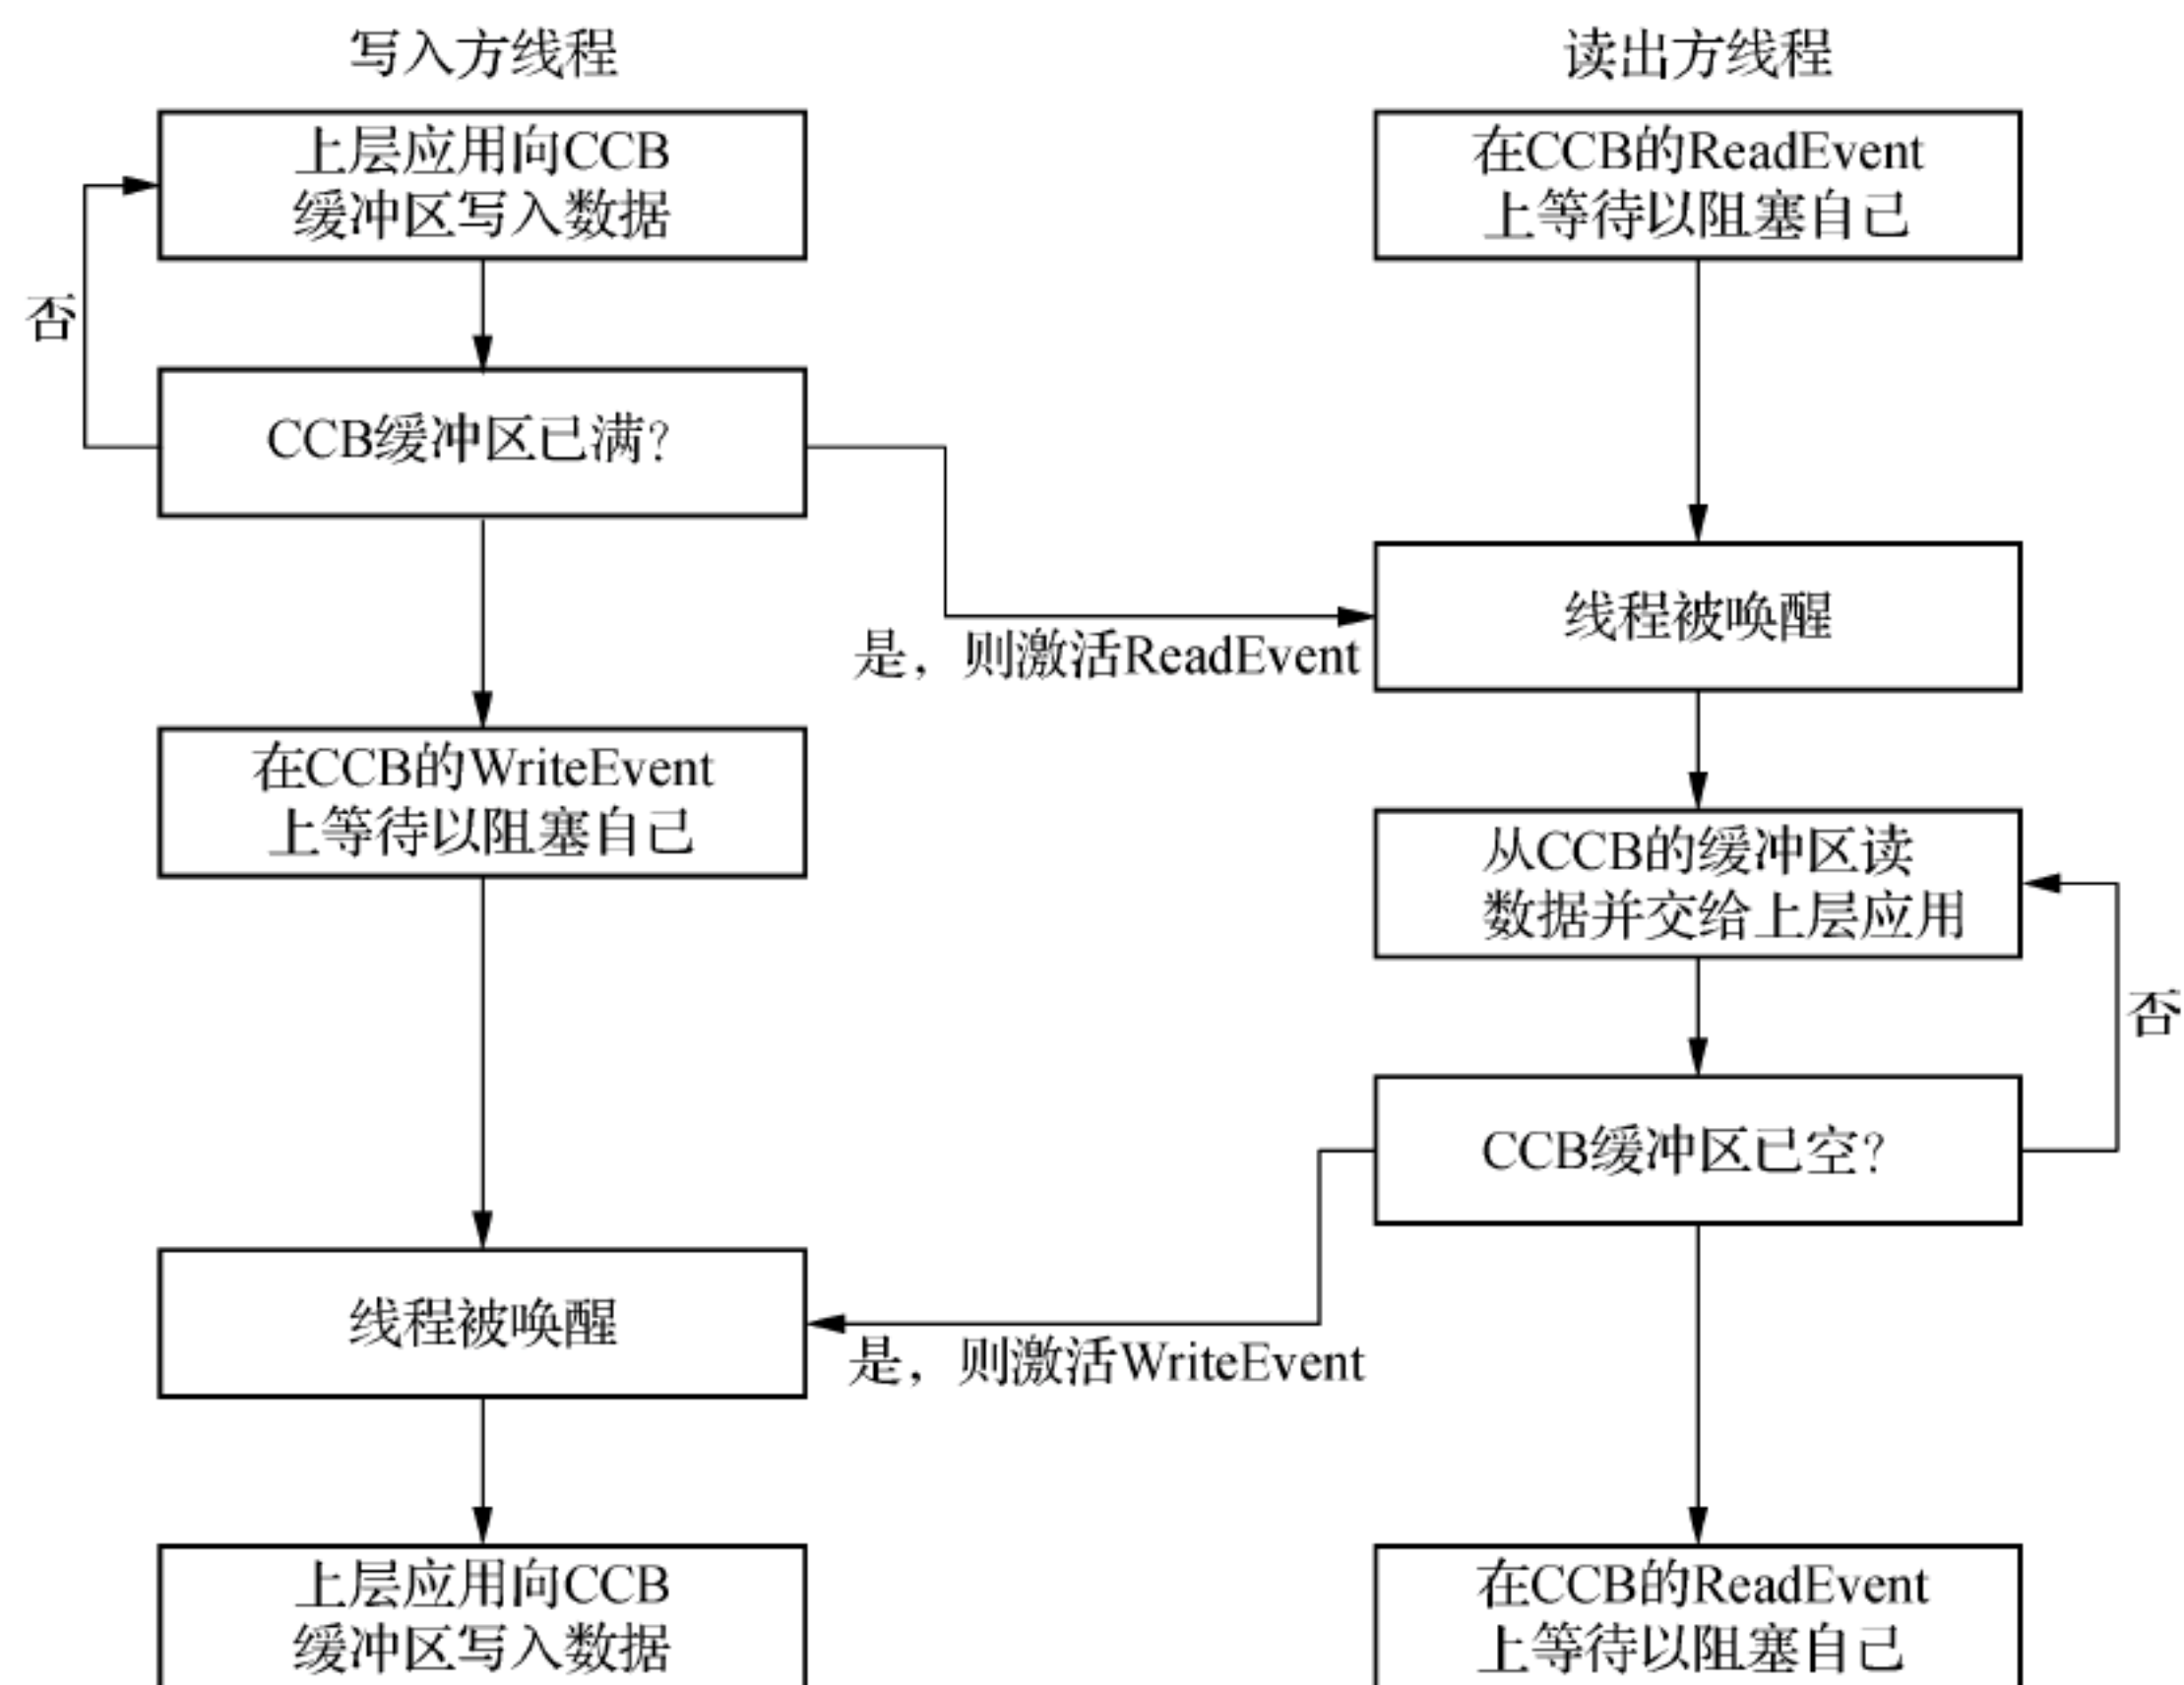 写入方线程
读出方线程
上层应用向CCB
缓冲区写入数据
在CCB的ReadEvent
上等待以阻塞自己
否
CCB缓冲区已满?
线程被唤醒
是，则激活ReadEvent
在CCB的WriteEvent
上等待以阻塞自己
从CCB的缓冲区读
数据并交给上层应用
否
CCB缓冲区已空?
线程被唤醒
是，则激活WriteEvent
上层应用向CCB
缓冲区写入数据
在CCB的ReadEvent
上等待以阻塞自己